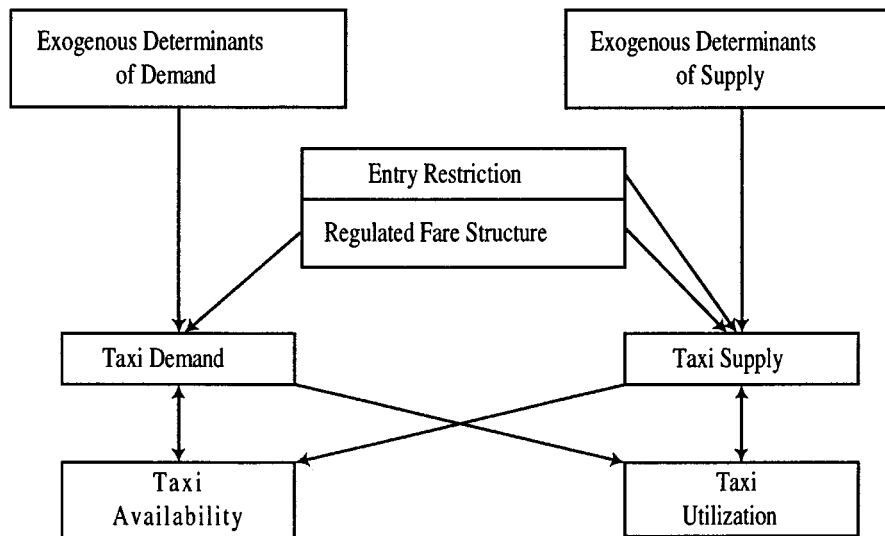 Exogenous Determinants
of Demand
Exogenous Determinants
of Supply
Entry Restriction
Regulated Fare Structure
Taxi Demand
Taxi Supply
Taxi
Availability
Taxi
Utilization